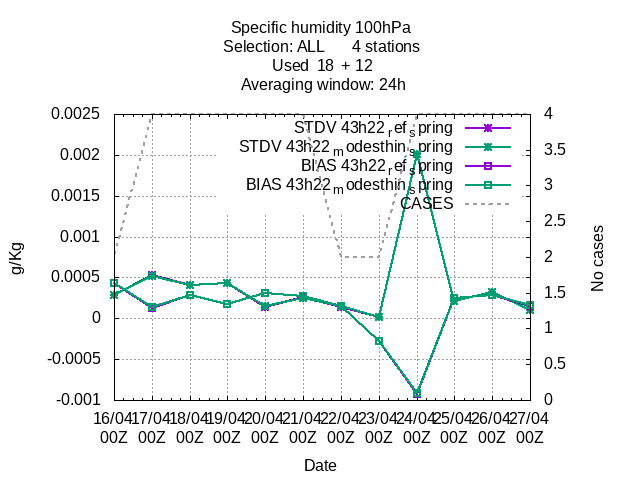 Specific humidity 100hPa
Selection: ALL 4 stations
Used 18 + 12
Averaging window: 24h
0.0025
0.002
0.0015
0.001
0.0005
0
-0.0005
-0.001
g/Kg
STDV 43h22refspring
STDV 43h22modesthinspring
BIAS 43h22refspring
BIAS 43h22modesthinspring
CASES
4
3.5
3
2.5
2
1.5
1
0.5
0
No cases
16/04 17/04 18/04 19/04 20/04 21/04 22/04 23/04 24/04 25/04 26/04 27/04
00Z 00Z 00Z 00Z 00Z 00Z 00Z 00Z 00Z 00Z 00Z 00Z
Date